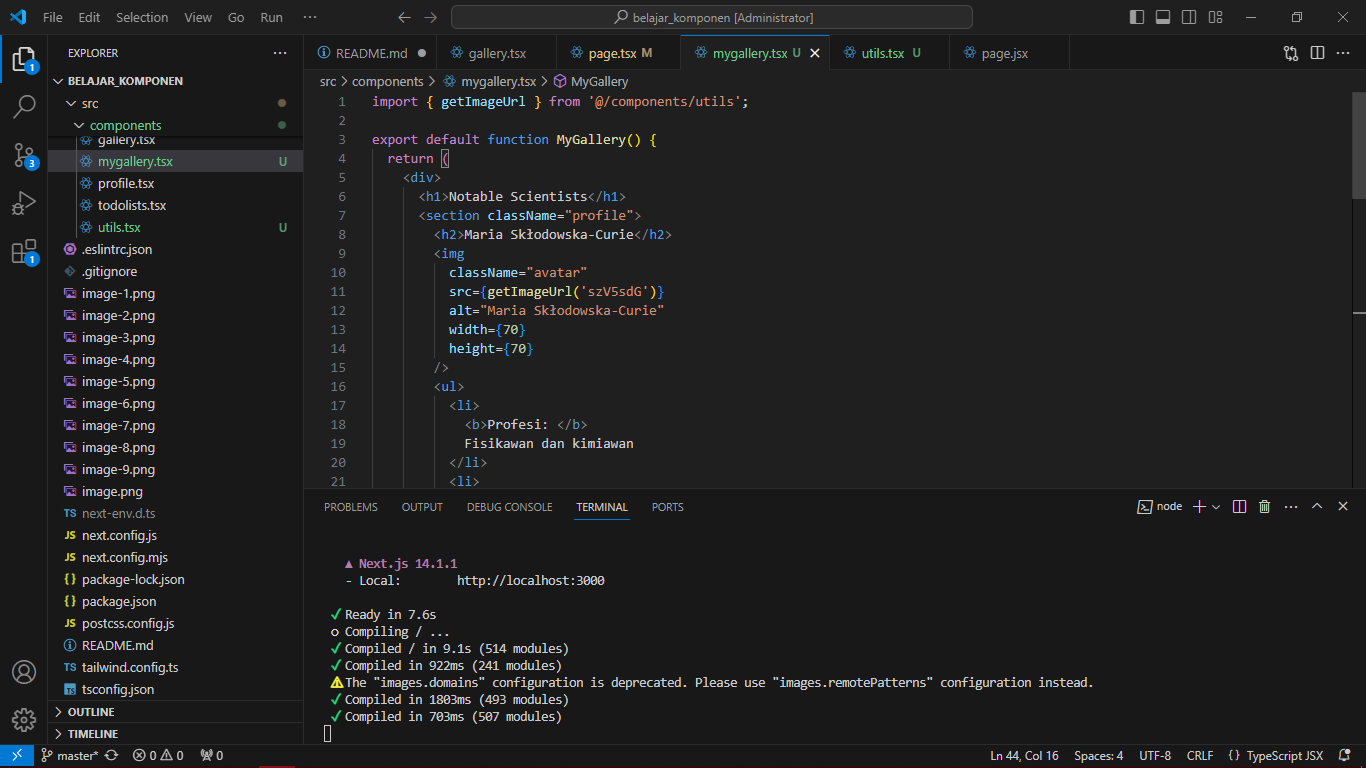 File Edit Selection View Go Run ··· belajar_komponen [Administrator]
EXPLORER ···
BELAJAR_KOMPONEN
src
components
gallery.tsx
mygallery.tsx U
profile.tsx
todolists.tsx
utils.tsx U
.eslintrc.json
.gitignore
image-1.png
image-2.png
image-3.png
image-4.png
image-5.png
image-6.png
image-7.png
image-8.png
image-9.png
image.png
TS next-env.d.ts
JS next.config.js
JS next.config.mjs
{} package-lock.json
{} package.json
JS postcss.config.js
README.md
TS tailwind.config.ts
TS tsconfig.json
OUTLINE
TIMELINE
1
3
1
README.md gallery.tsx page.tsx M mygallery.tsx U utils.tsx U page.jsx
src > components > mygallery.tsx > MyGallery
1 import { getImageUrl } from '@/components/utils';
2
3 export default function MyGallery() {
4 return (
5 <div>
6 <h1>Notable Scientists</h1>
7 <section className="profile">
8 <h2>Maria Skłodowska-Curie</h2>
9 <img
10 className="avatar"
11 src={getImageUrl('szV5sdG')}
12 alt="Maria Skłodowska-Curie"
13 width={70}
14 height={70}
15 />
16 <ul>
17 <li>
18 <b>Profesi: </b>
19 Fisikawan dan kimiawan
20 </li>
21 <li>
PROBLEMS OUTPUT DEBUG CONSOLE TERMINAL PORTS node
▲ Next.js 14.1.1
- Local: http://localhost:3000
✓ Ready in 7.6s
○ Compiling / ...
✓ Compiled / in 9.1s (514 modules)
✓ Compiled in 922ms (241 modules)
⚠ The "images.domains" configuration is deprecated. Please use "images.remotePatterns" configuration instead.
✓ Compiled in 1803ms (493 modules)
✓ Compiled in 703ms (507 modules)
master* 0 0 0 Ln 44, Col 16 Spaces: 4 UTF-8 CRLF {} TypeScript JSX